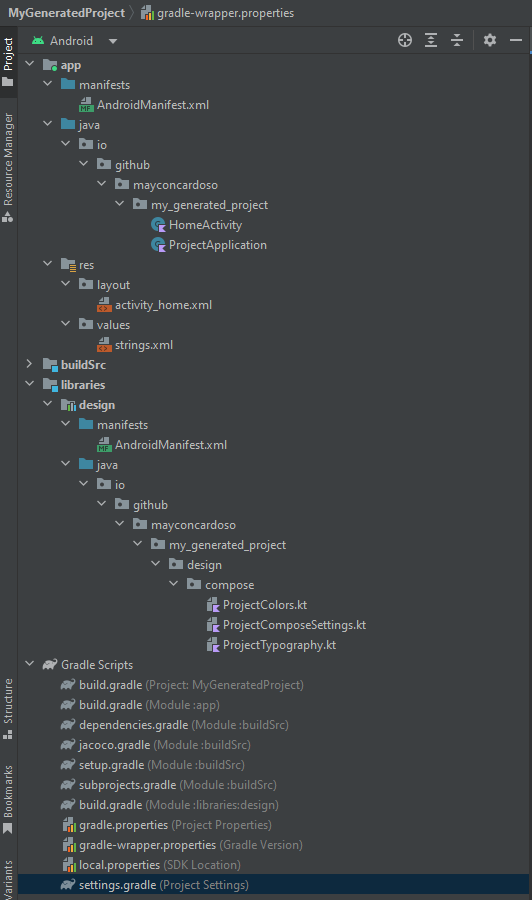 MyGeneratedProject gradle-wrapper.properties
Android
Project
Resource Manager
Structure
Bookmarks
Variants
app
manifests
AndroidManifest.xml
java
io
github
mayconcardoso
my_generated_project
HomeActivity
ProjectApplication
res
layout
activity_home.xml
values
strings.xml
buildSrc
libraries
design
manifests
AndroidManifest.xml
java
io
github
mayconcardoso
my_generated_project
design
compose
ProjectColors.kt
ProjectComposeSettings.kt
ProjectTypography.kt
Gradle Scripts
build.gradle (Project: MyGeneratedProject)
build.gradle (Module :app)
dependencies.gradle (Module :buildSrc)
jacoco.gradle (Module :buildSrc)
setup.gradle (Module :buildSrc)
subprojects.gradle (Module :buildSrc)
build.gradle (Module :libraries:design)
gradle.properties (Project Properties)
gradle-wrapper.properties (Gradle Version)
local.properties (SDK Location)
settings.gradle (Project Settings)